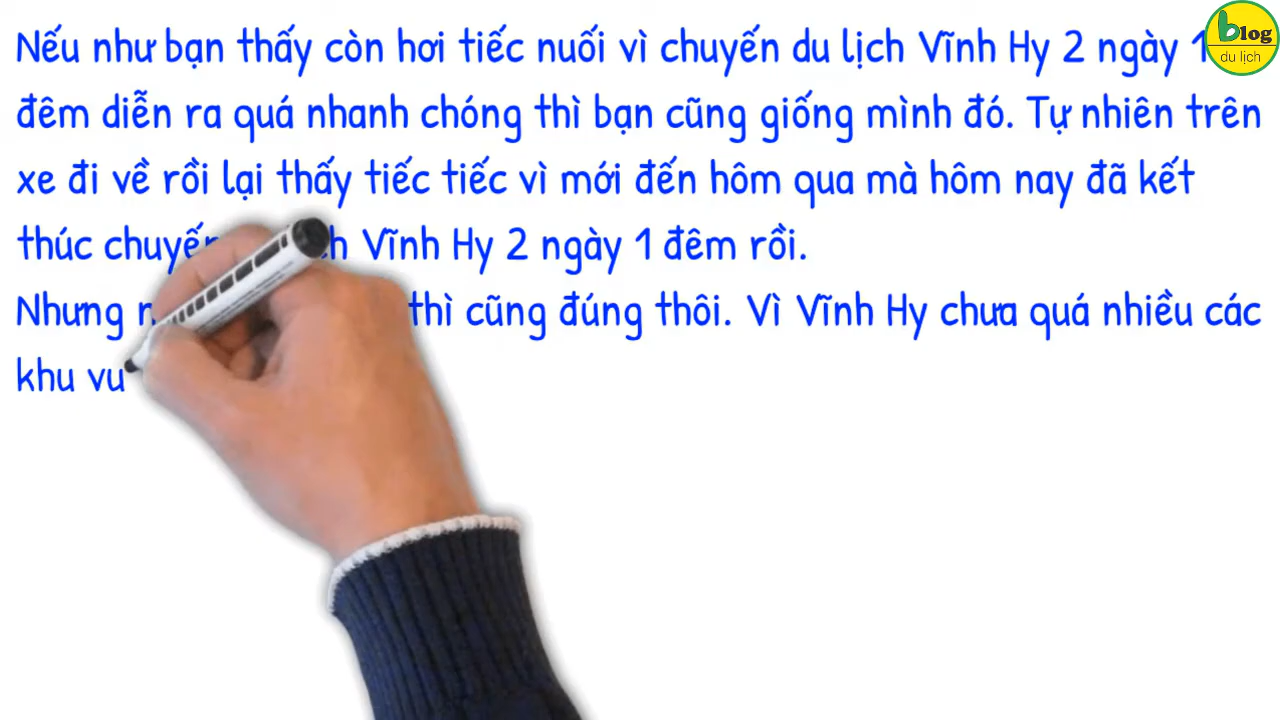 Nếu như bạn thấy còn hơi tiếc nuối vì chuyến du lịch Vĩnh Hy 2 ngày 1
đêm diễn ra quá nhanh chóng thì bạn cũng giống mình đó. Tự nhiên trên
xe đi về rồi lại thấy tiếc tiếc vì mới đến hôm qua mà hôm nay đã kết
thúc chuyến Vĩnh Hy 2 ngày 1 đêm rồi.
Nhưng thì cũng đúng thôi. Vì Vĩnh Hy chưa quá nhiều các
khu vu
blog
du lịch